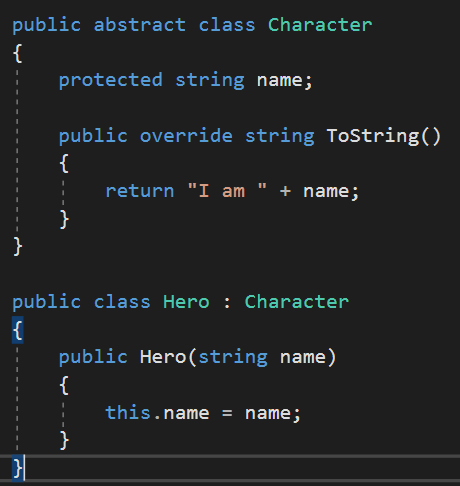 public abstract class Character
{
    protected string name;

    public override string ToString()
    {
        return "I am " + name;
    }
}

public class Hero : Character
{
    public Hero(string name)
    {
        this.name = name;
    }
}